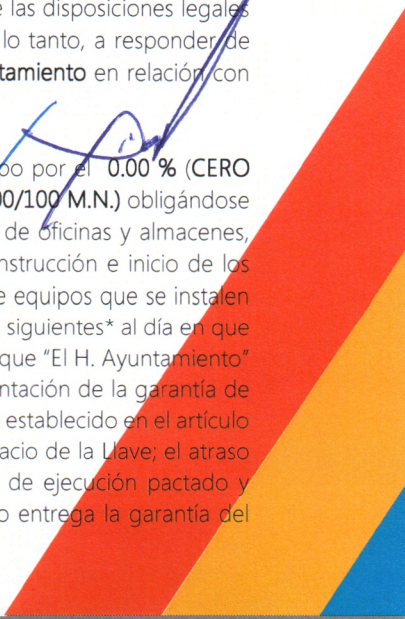 e las disposiciones legales
lo tanto, a responder de
tamiento en relación con
po por el 0.00 % (CERO
00/100 M.N.) obligándose
de oficinas y almacenes,
nstrucción e inicio de los
e equipos que se instalen
siguientes* al día en que
que "El H. Ayuntamiento"
ntación de la garantía de
establecido en el artículo
acio de la Llave; el atraso
de ejecución pactado y
o entrega la garantía del